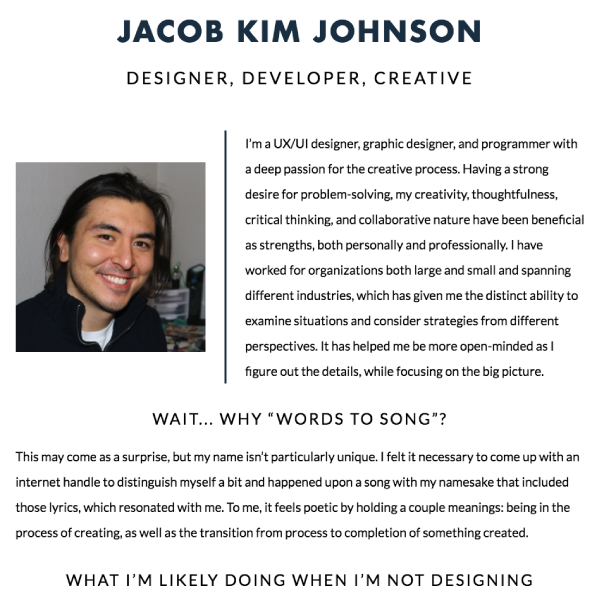 JACOB KIM JOHNSON
DESIGNER, DEVELOPER, CREATIVE
I'm a UX/UI designer, graphic designer, and programmer with
a deep passion for the creative process. Having a strong
desire for problem-solving, my creativity, thoughtfulness,
critical thinking, and collaborative nature have been beneficial
as strengths, both personally and professionally. I have
worked for organizations both large and small and spanning
different industries, which has given me the distinct ability to
examine situations and consider strategies from different
perspectives. It has helped me be more open-minded as I
figure out the details, while focusing on the big picture.
WAIT... WHY “WORDS TO SONG”?
This may come as a surprise, but my name isn't particularly unique. I felt it necessary to come up with an
internet handle to distinguish myself a bit and happened upon a song with my namesake that included
those lyrics, which resonated with me. To me, it feels poetic by holding a couple meanings: being in the
process of creating, as well as the transition from process to completion of something created.
WHAT I'M LIKELY DOING WHEN I'M NOT DESIGNING